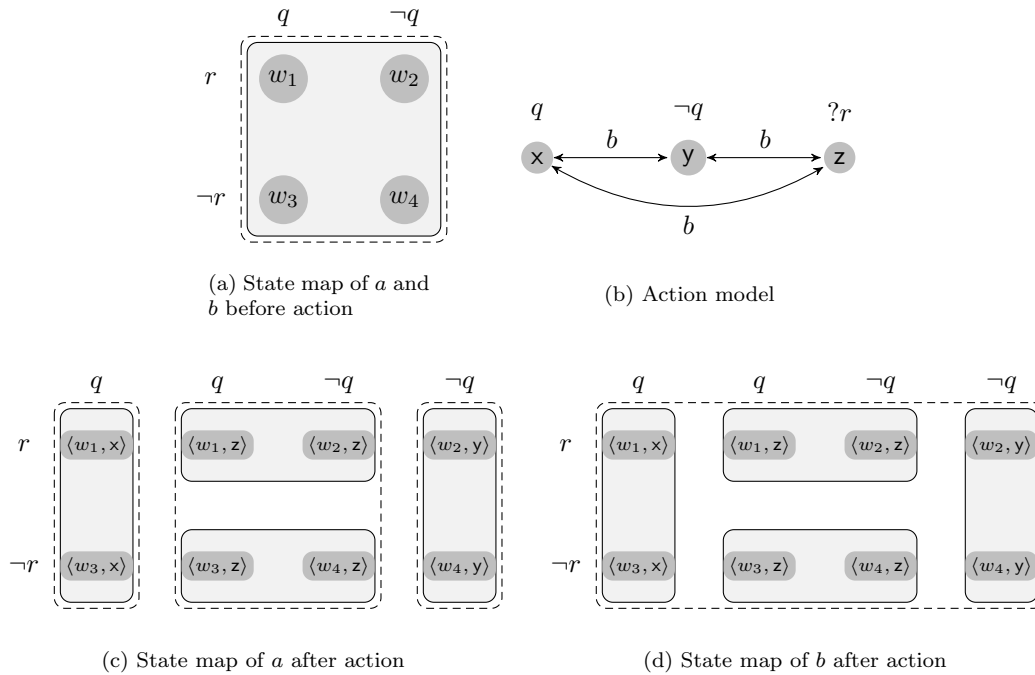 q ¬q
r w₁ w₂
¬r w₃ w₄
(a) State map of a and
b before action
q ¬q ?r
x b y b z
b
(b) Action model
q q ¬q ¬q
r ⟨w₁, x⟩ ⟨w₁, z⟩ ⟨w₂, z⟩ ⟨w₂, y⟩
¬r ⟨w₃, x⟩ ⟨w₃, z⟩ ⟨w₄, z⟩ ⟨w₄, y⟩
(c) State map of a after action
q q ¬q ¬q
r ⟨w₁, x⟩ ⟨w₁, z⟩ ⟨w₂, z⟩ ⟨w₂, y⟩
¬r ⟨w₃, x⟩ ⟨w₃, z⟩ ⟨w₄, z⟩ ⟨w₄, y⟩
(d) State map of b after action